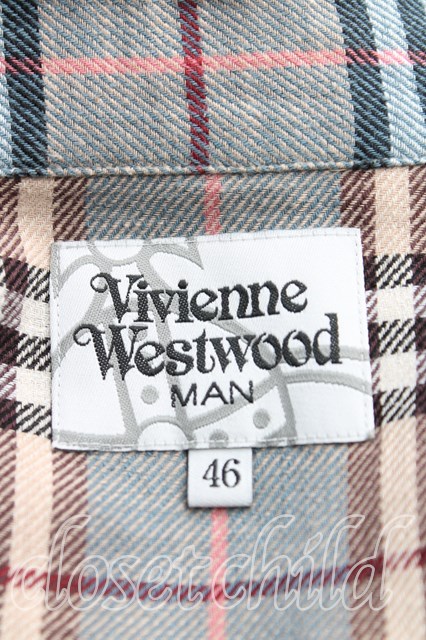 Vivienne
Westwood
MAN
46
closet child